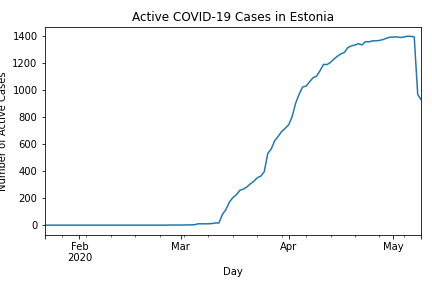 Active COVID-19 Cases in Estonia
Number of Active Cases
1400
1200
1000
800
600
400
200
0
Feb
2020
Mar
Apr
May
Day